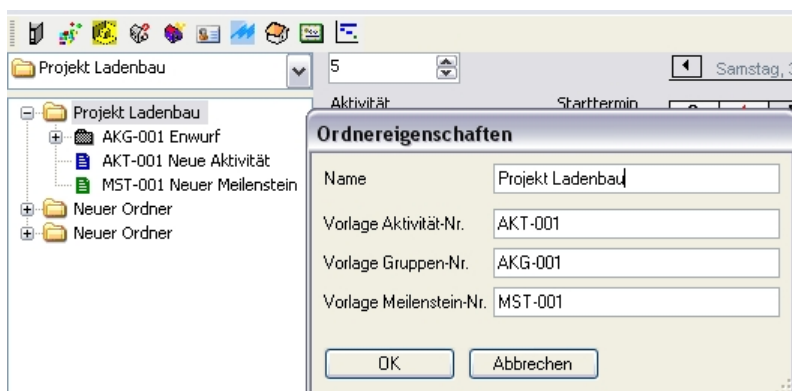 Projekt Ladenbau
5
Samstag, 3
Aktivität Starttermin
Projekt Ladenbau
AKG-001 Enwurf
AKT-001 Neue Aktivität
MST-001 Neuer Meilenstein
Neuer Ordner
Neuer Ordner
Ordnereigenschaften
Name Projekt Ladenbau
Vorlage Aktivität-Nr. AKT-001
Vorlage Gruppen-Nr. AKG-001
Vorlage Meilenstein-Nr. MST-001
OK Abbrechen